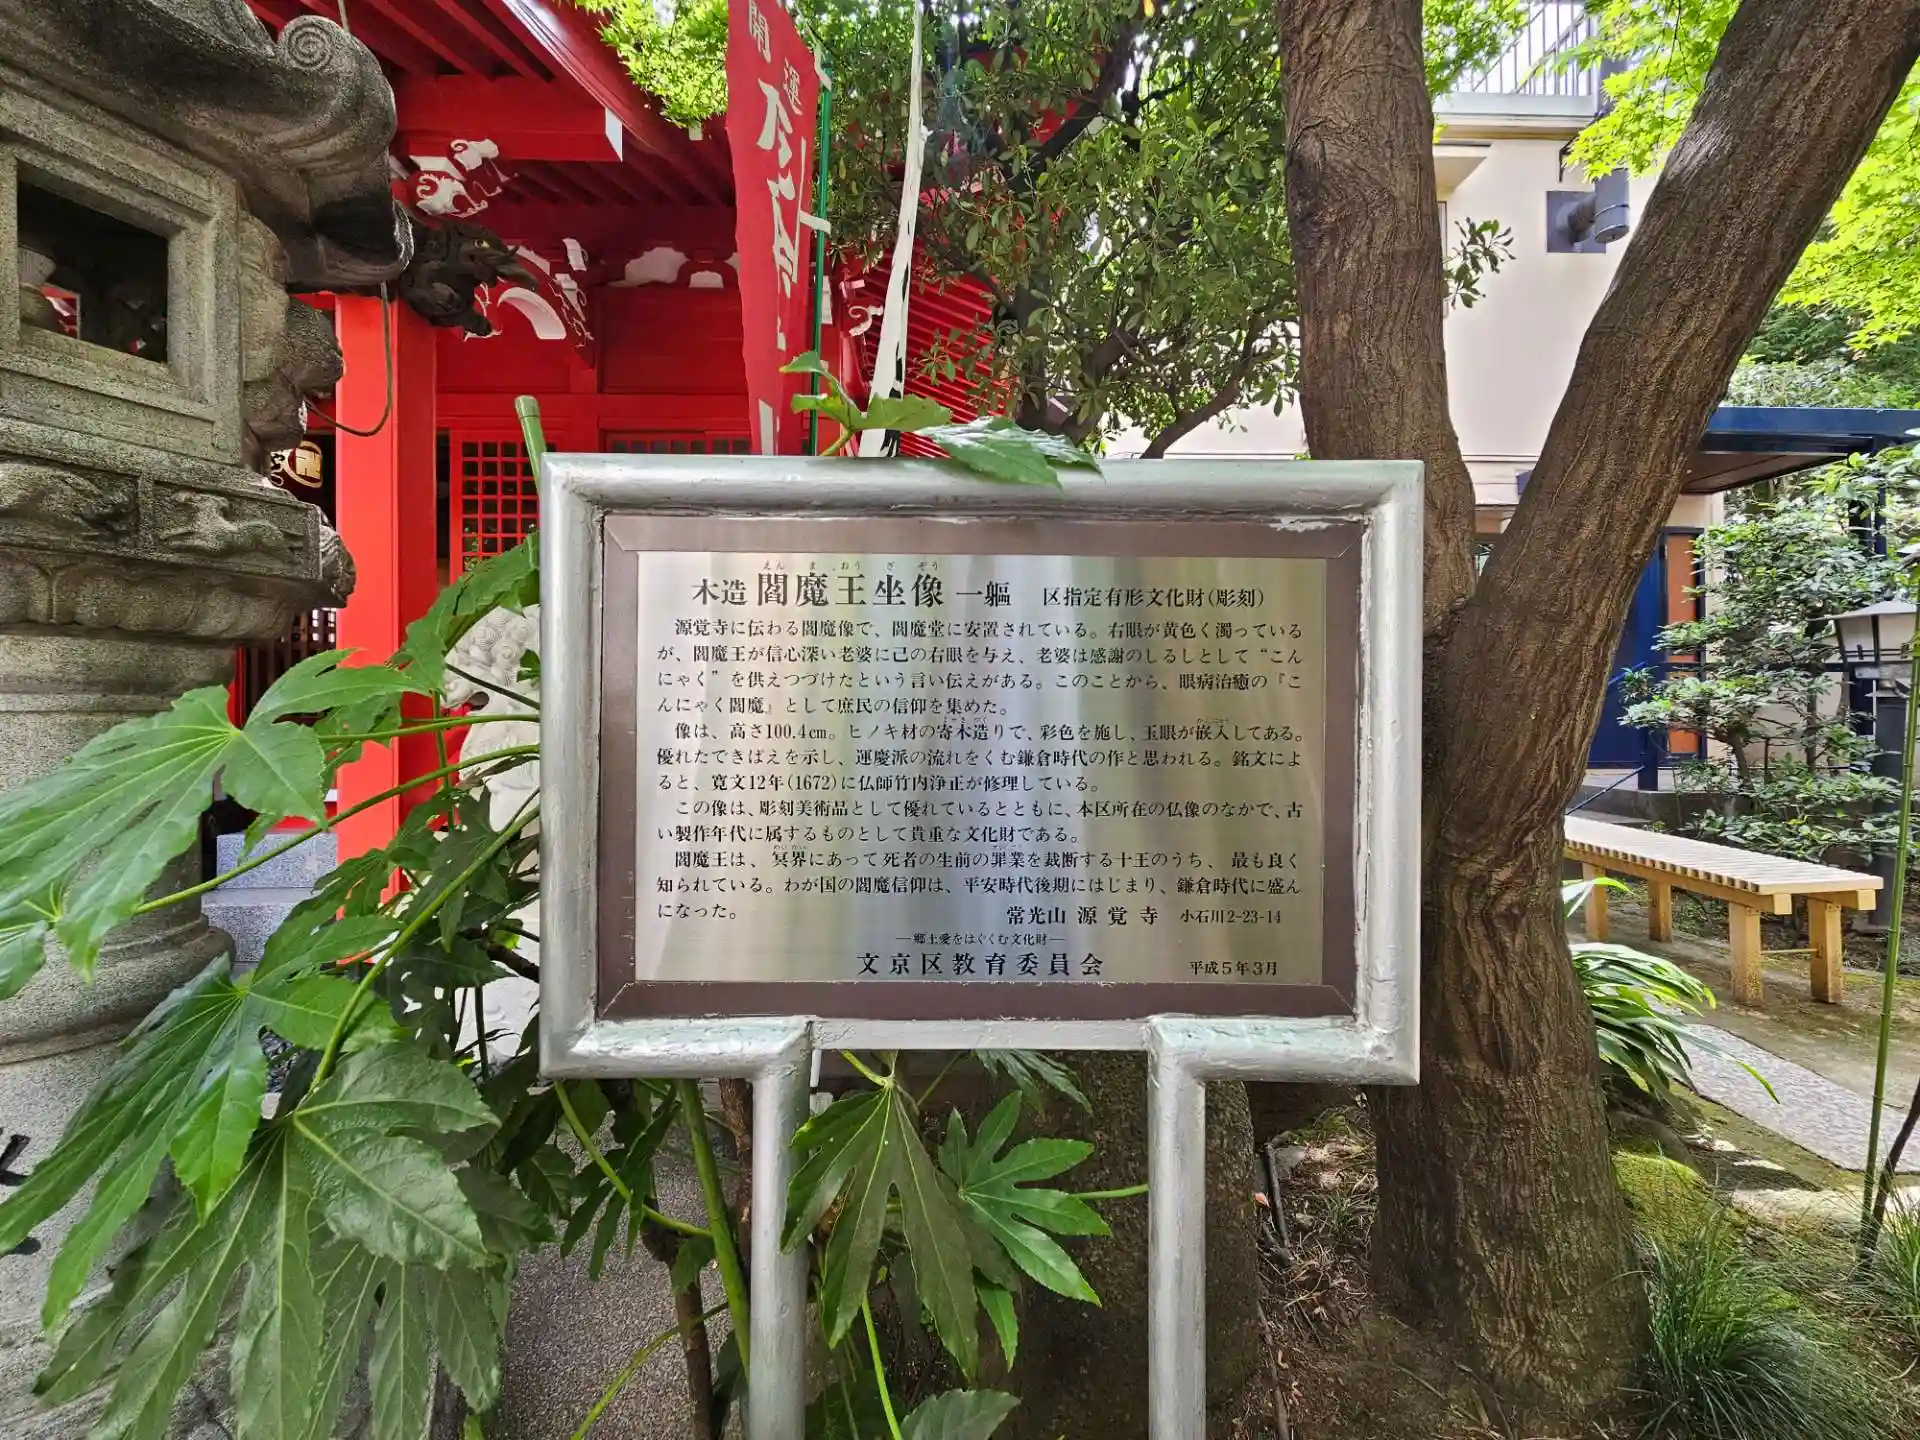 開運
えん ま おう ざ ぞう
木造 閻魔王坐像 一軀 区指定有形文化財(彫刻)
源覚寺に伝わる閻魔像で、閻魔堂に安置されている。右眼が黄色く濁っている
が、閻魔王が信心深い老婆に己の右眼を与え、老婆は感謝のしるしとして“こん
にゃく”を供えつづけたという言い伝えがある。このことから、眼病治癒の『こ
んにゃく閻魔』として庶民の信仰を集めた。
像は、高さ100.4cm。ヒノキ材の寄木造りで、彩色を施し、玉眼が嵌入してある。
優れたできばえを示し、運慶派の流れをくむ鎌倉時代の作と思われる。銘文によ
ると、寛文12年(1672)に仏師竹内浄正が修理している。
この像は、彫刻美術品として優れているとともに、本区所在の仏像のなかで、古
い製作年代に属するものとして貴重な文化財である。
閻魔王は、冥界にあって死者の生前の罪業を裁断する十王のうち、最も良く
知られている。わが国の閻魔信仰は、平安時代後期にはじまり、鎌倉時代に盛ん
になった。 常光山 源覚寺 小石川2-23-14
―郷土愛をはぐくむ文化財―
文京区教育委員会 平成5年3月